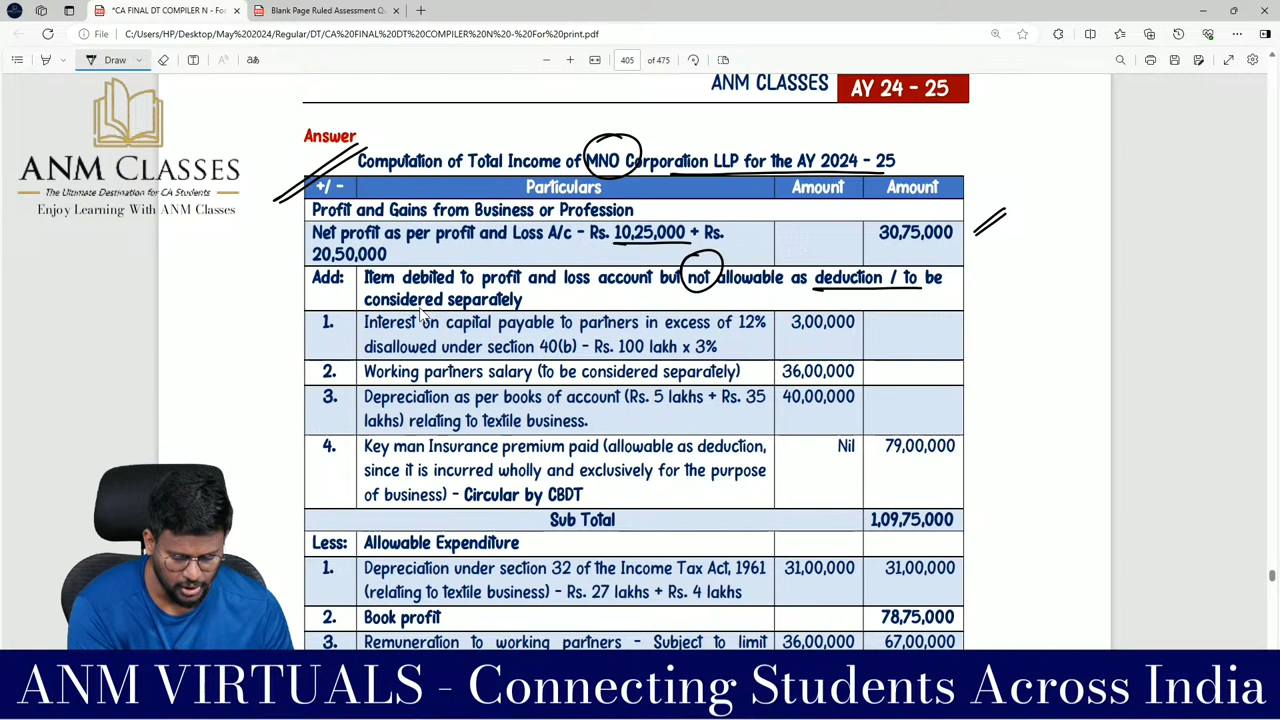 *CA FINAL DT COMPILER N - For
Blank Page Ruled Assessment Q
File
C:/Users/HP/Desktop/May%202024/Regular/DT/CA%20FINAL%20DT%20COMPILER%20N%20-%20For%20print.pdf
Draw
405 of 475
ANM CLASSES AY 24 - 25
ANM CLASSES
The Ultimate Destination for CA Students
Enjoy Learning With ANM Classes
Answer
Computation of Total Income of MNO Corporation LLP for the AY 2024 - 25
+/ - Particulars Amount Amount
Profit and Gains from Business or Profession
Net profit as per profit and Loss A/c - Rs. 10,25,000 + Rs. 30,75,000
20,50,000
Add: Item debited to profit and loss account but not allowable as deduction / to be
considered separately
1. Interest on capital payable to partners in excess of 12% 3,00,000
disallowed under section 40(b) - Rs. 100 lakh x 3%
2. Working partners salary (to be considered separately) 36,00,000
3. Depreciation as per books of account (Rs. 5 lakhs + Rs. 35 40,00,000
lakhs) relating to textile business.
4. Key man Insurance premium paid (allowable as deduction, Nil 79,00,000
since it is incurred wholly and exclusively for the purpose
of business) - Circular by CBDT
Sub Total 1,09,75,000
Less: Allowable Expenditure
1. Depreciation under section 32 of the Income Tax Act, 1961 31,00,000 31,00,000
(relating to textile business) - Rs. 27 lakhs + Rs. 4 lakhs
2. Book profit 78,75,000
3. Remuneration to working partners - Subject to limit 36,00,000 67,00,000
ANM VIRTUALS - Connecting Students Across India